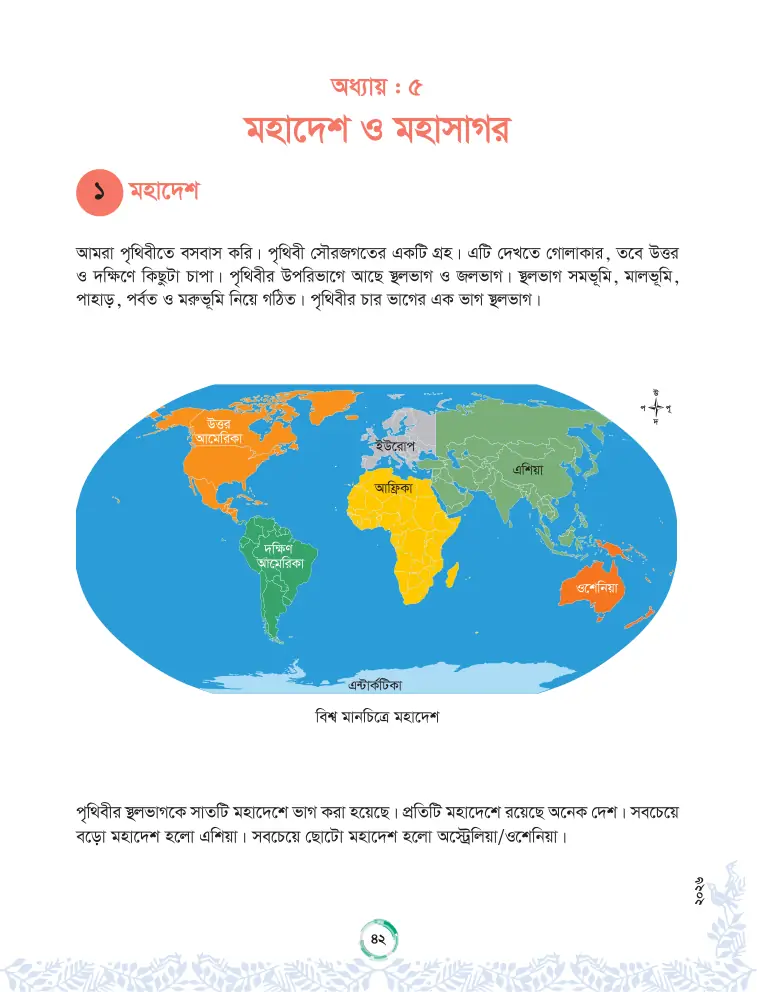 অধ্যায় : ৫
মহাদেশ ও মহাসাগর
১ মহাদেশ
আমরা পৃথিবীতে বসবাস করি। পৃথিবী সৌরজগতের একটি গ্রহ। এটি দেখতে গোলাকার, তবে উত্তর
ও দক্ষিণে কিছুটা চাপা। পৃথিবীর উপরিভাগে আছে স্থলভাগ ও জলভাগ। স্থলভাগ সমভূমি, মালভূমি,
পাহাড়, পর্বত ও মরুভূমি নিয়ে গঠিত। পৃথিবীর চার ভাগের এক ভাগ স্থলভাগ।
উ
প পূ
দ
উত্তর
আমেরিকা
ইউরোপ
এশিয়া
আফ্রিকা
দক্ষিণ
আমেরিকা
ওশেনিয়া
এন্টার্কটিকা
বিশ্ব মানচিত্রে মহাদেশ
পৃথিবীর স্থলভাগকে সাতটি মহাদেশে ভাগ করা হয়েছে। প্রতিটি মহাদেশে রয়েছে অনেক দেশ। সবচেয়ে
বড়ো মহাদেশ হলো এশিয়া। সবচেয়ে ছোটো মহাদেশ হলো অস্ট্রেলিয়া/ওশেনিয়া।
২০২৬
৪২